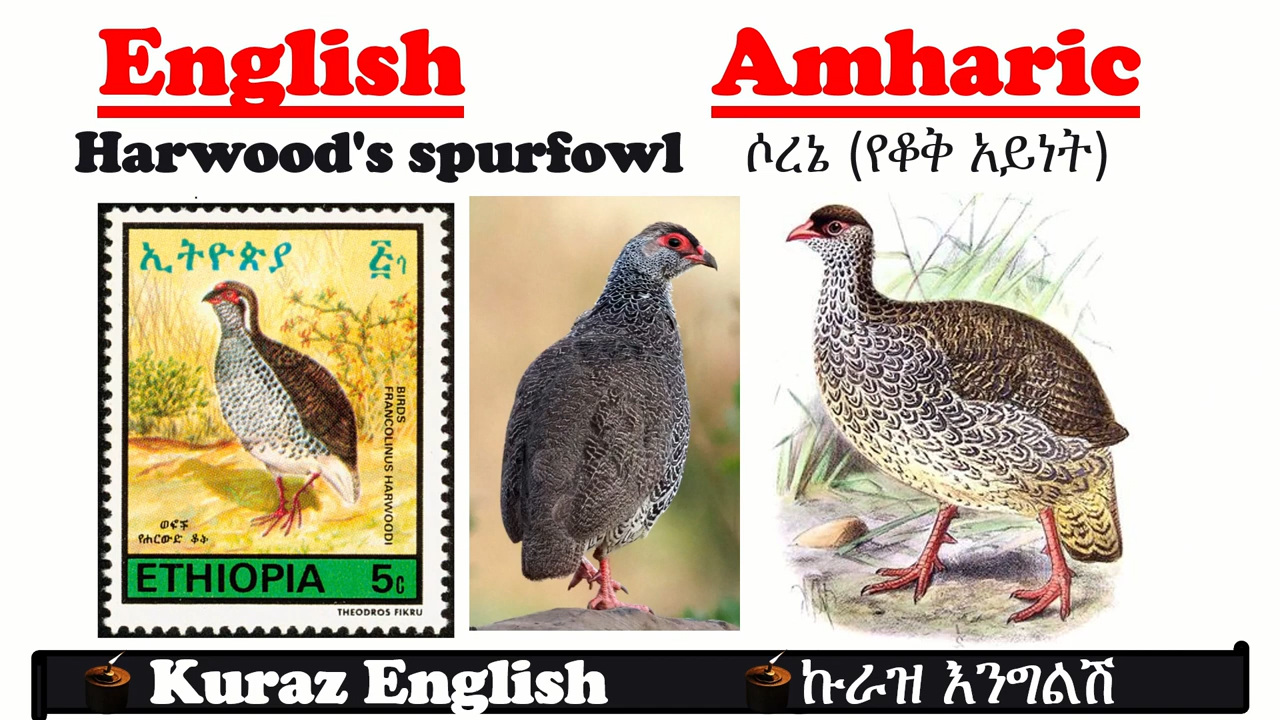 English
Amharic
Harwood's spurfowl
ሶረኔ (የቆቅ አይነት)
ኢትዮጵያ
፭ሳ
BIRDS
FRANCOLINUS HARWOODI
ወፎች
የሐርውድ ቆቅ
ETHIOPIA 5c
THEODROS FIKRU
Kuraz English
ኩራዝ እንግልሽ